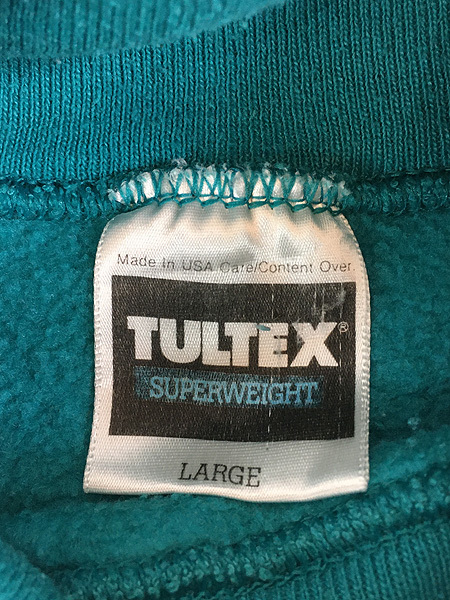 Made In USA Care/Content Over.
TULTEX®
SUPERWEIGHT
LARGE